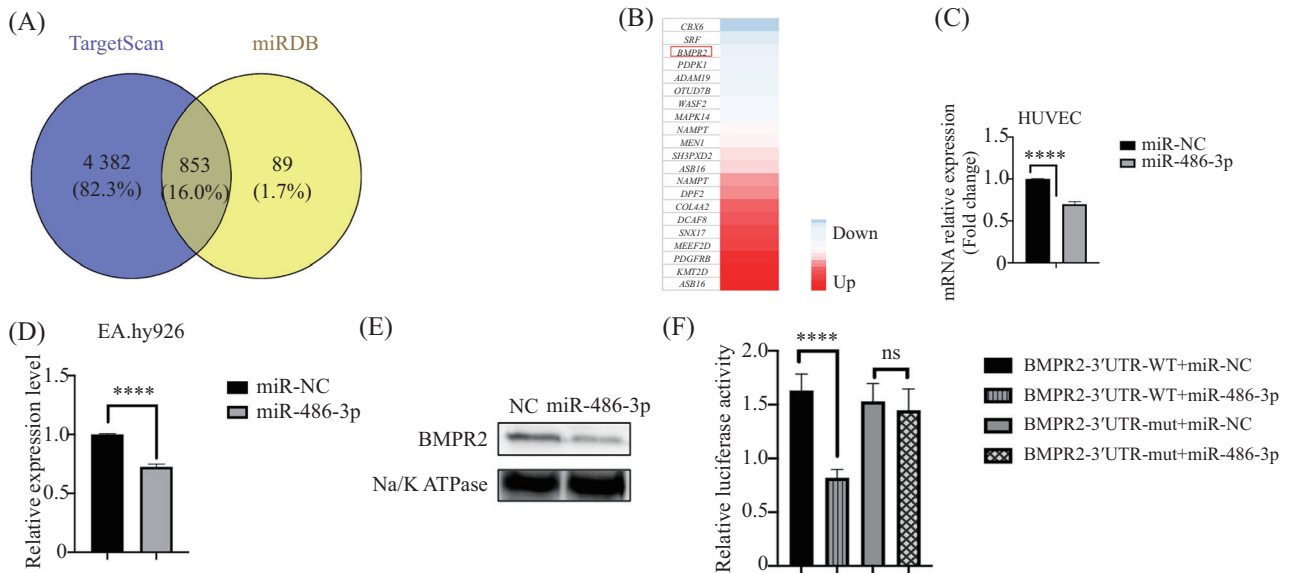 (A)
TargetScan
miRDB
4 382
(82.3%)
853
(16.0%)
89
(1.7%)
(B)
CBX6
SRF
BMPR2
PDPK1
ADAM19
OTUD7B
WASF2
MAPK14
NAMPT
MEN1
SH3PXD2
ASB16
NAMPT
DPF2
COL4A2
DCAF8
SNX17
MEEF2D
PDGFRB
KMT2D
ASB16
Down
Up
(C)
HUVEC
mRNA relative expression
(Fold change)
1.5
1.0
0.5
0
****
miR-NC
miR-486-3p
(D)
EA.hy926
Relative expression level
1.5
1.0
0.5
0
****
miR-NC
miR-486-3p
(E)
NC miR-486-3p
BMPR2
Na/K ATPase
(F)
Relative luciferase activity
2.0
1.5
1.0
0.5
0
****
ns
BMPR2-3′UTR-WT+miR-NC
BMPR2-3′UTR-WT+miR-486-3p
BMPR2-3′UTR-mut+miR-NC
BMPR2-3′UTR-mut+miR-486-3p